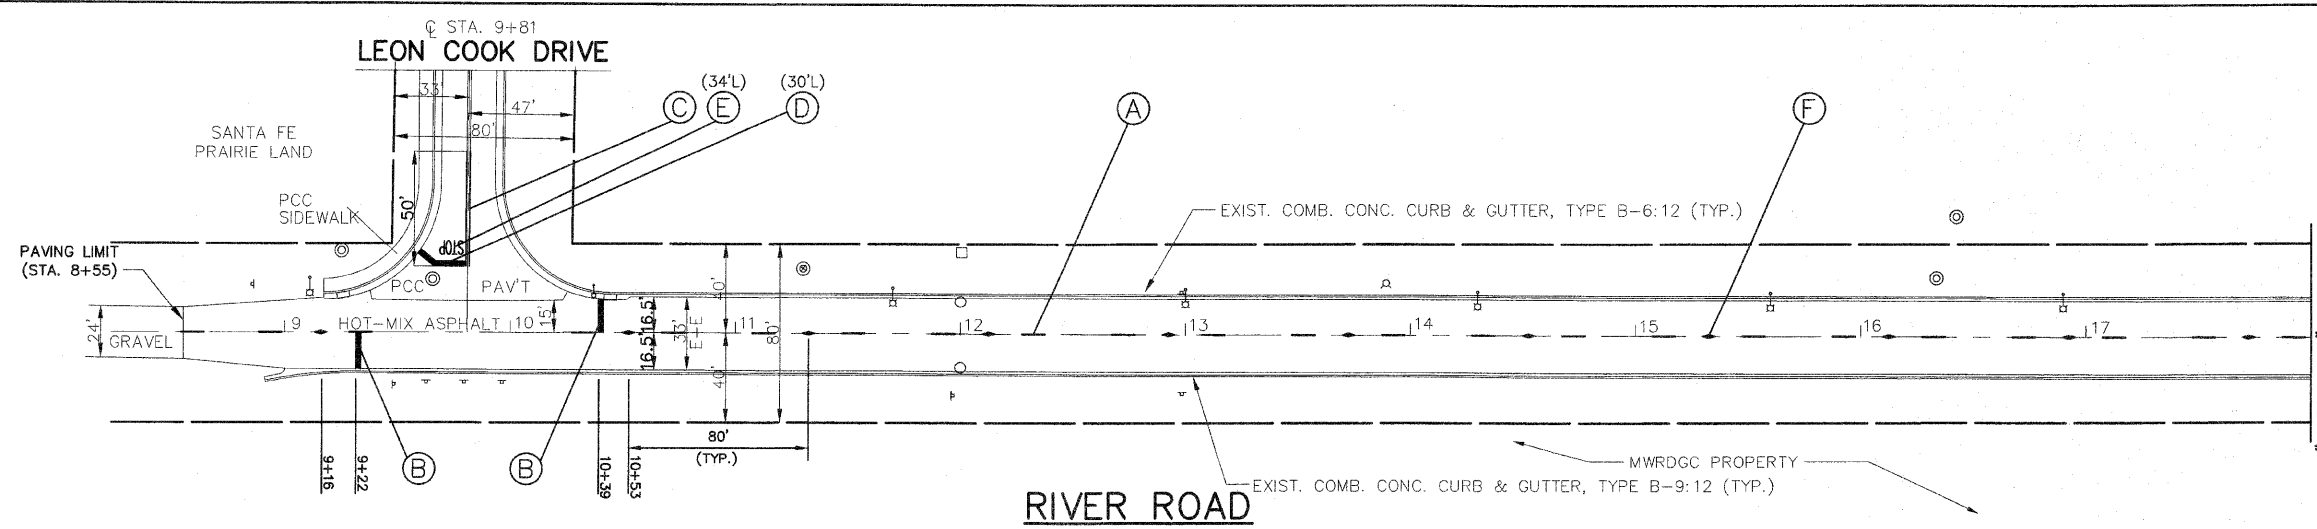 ℄ STA. 9+81
LEON COOK DRIVE
33'
(34'L)
(30'L)
C
E
D
47'
80'
A
F
SANTA FE
PRAIRIE LAND
PCC
SIDEWALK
50'
STOP
EXIST. COMB. CONC. CURB & GUTTER, TYPE B-6:12 (TYP.)
PAVING LIMIT
(STA. 8+55)
PCC
PAV'T
24'
GRAVEL
9
HOT-MIX ASPHALT
10
15'
16.5'
16.5'
33'
E-E
40'
40'
80'
11
12
13
14
15
16
17
9+16
9+22
B
B
10+39
10+53
80'
(TYP.)
MWRDGC PROPERTY
EXIST. COMB. CONC. CURB & GUTTER, TYPE B-9:12 (TYP.)
RIVER ROAD